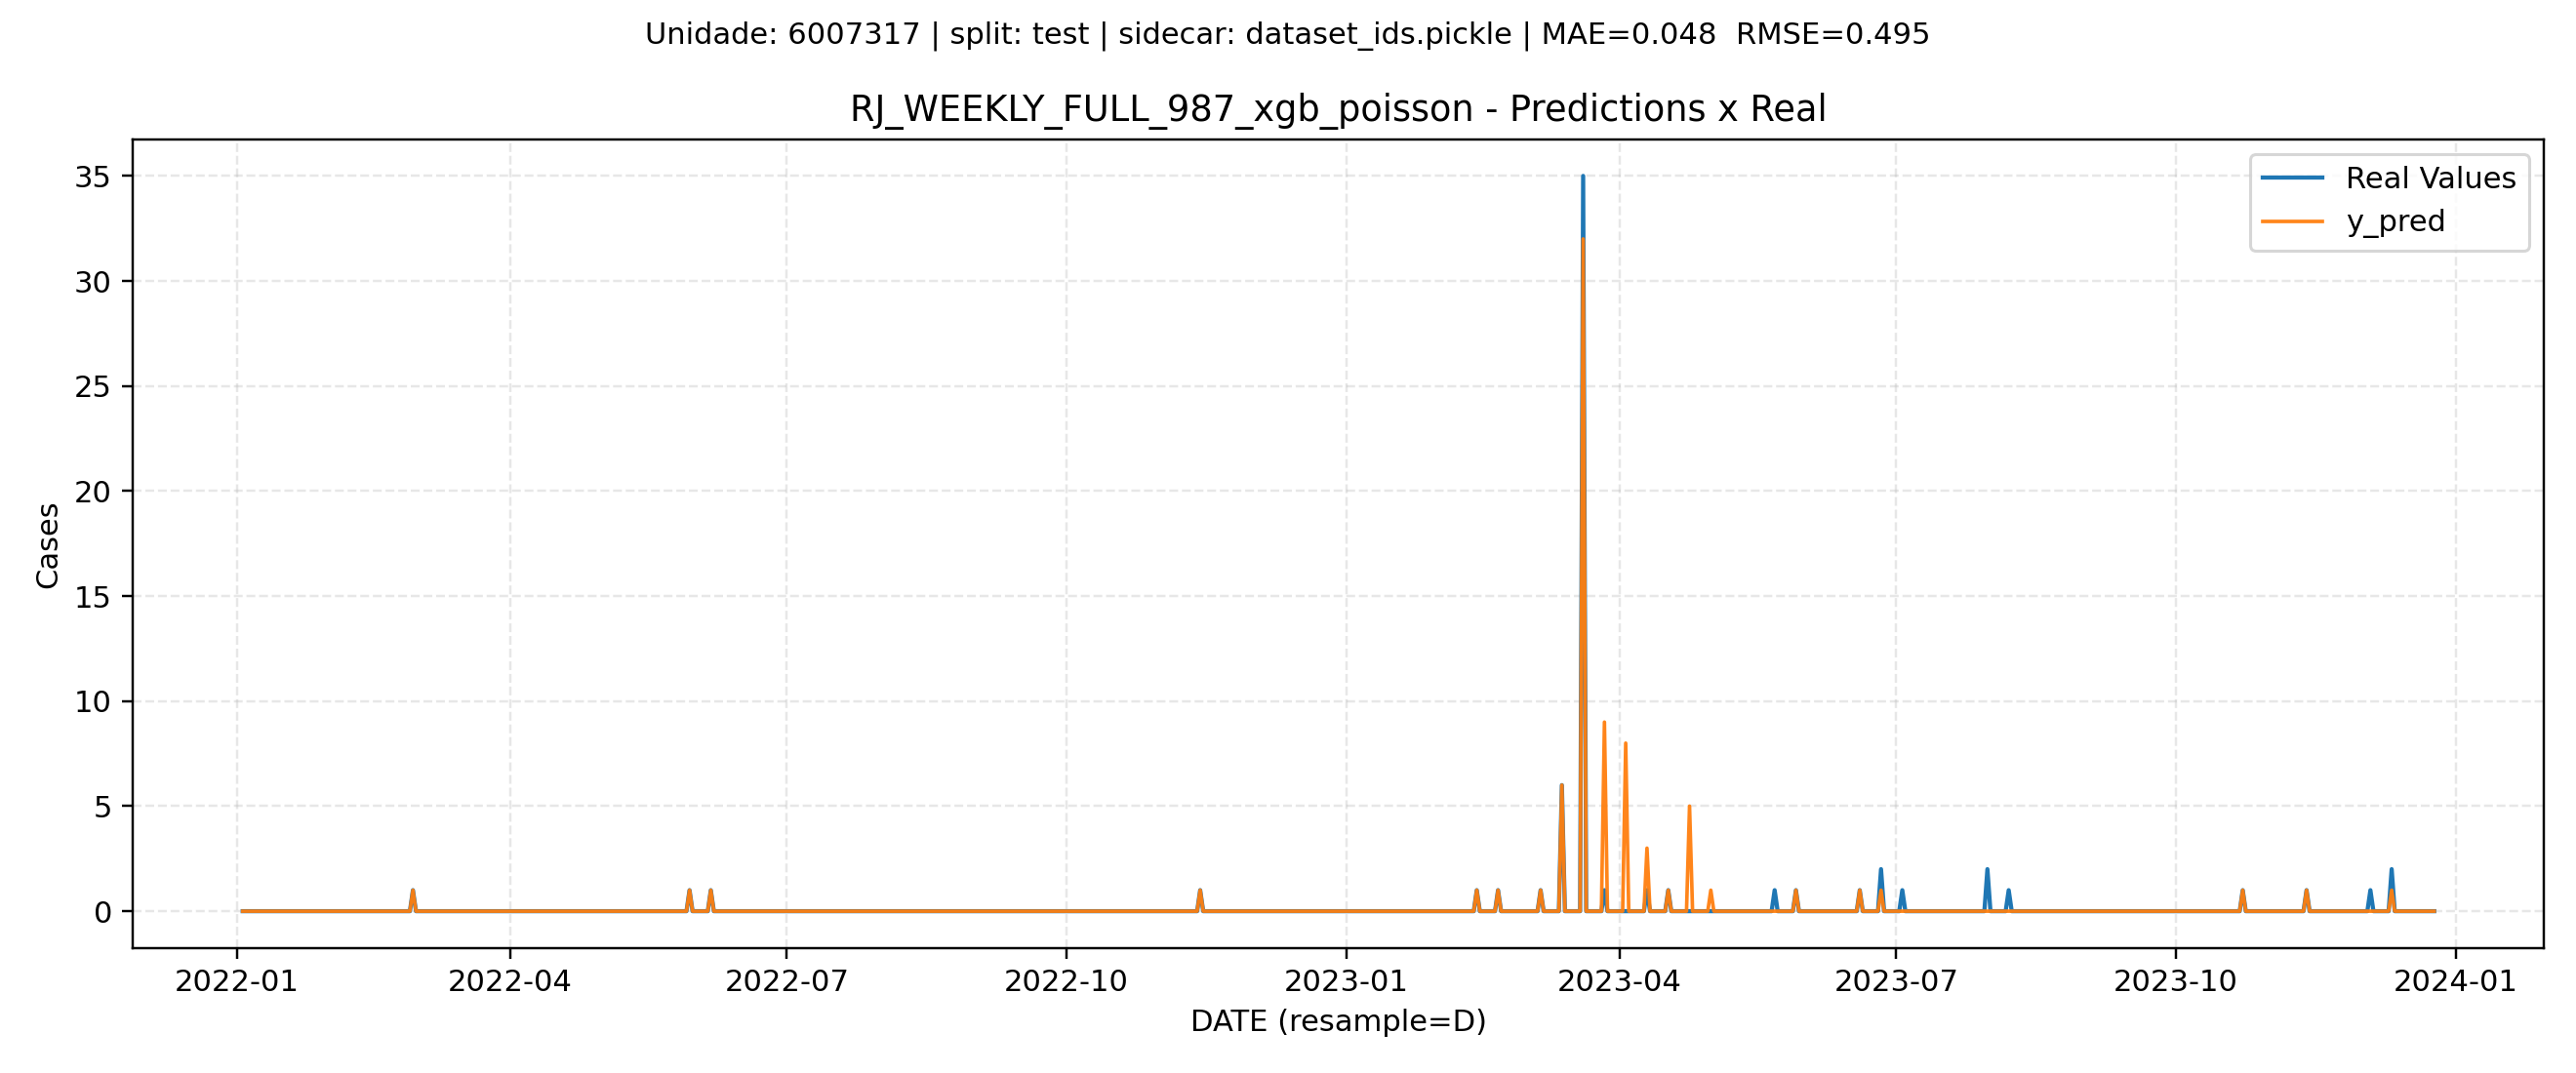 Unidade: 6007317 | split: test | sidecar: dataset_ids.pickle | MAE=0.048  RMSE=0.495
RJ_WEEKLY_FULL_987_xgb_poisson - Predictions x Real
Real Values
y_pred
35
30
25
20
15
10
5
0
Cases
2022-01 2022-04 2022-07 2022-10 2023-01 2023-04 2023-07 2023-10 2024-01
DATE (resample=D)